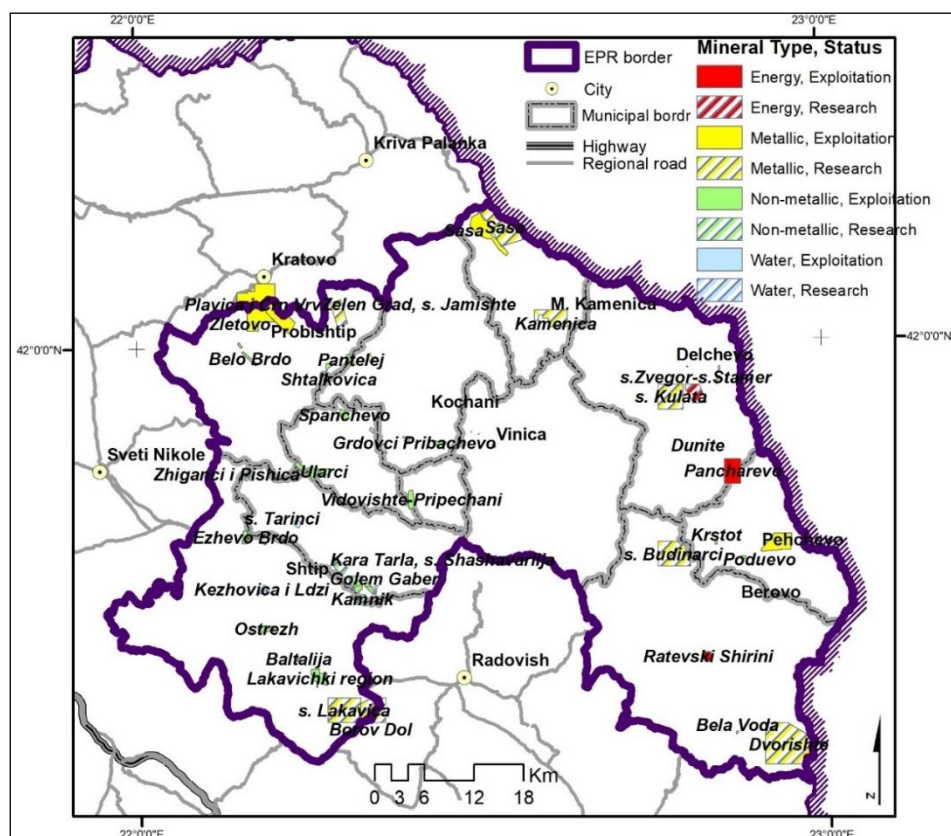 22°0'0"E
23°0'0"E
EPR border
City
Municipal bordr
Highway
Regional road
Mineral Type, Status
Energy, Exploitation
Energy, Research
Metallic, Exploitation
Metallic, Research
Non-metallic, Exploitation
Non-metallic, Research
Water, Exploitation
Water, Research
Kriva Palanka
Sasa
Sasa
Kratovo
Plavica i Crn Vrv
Zelen Grad, s. Jamishte
M. Kamenica
Kamenica
Zletovo
Probishtip
42°0'0"N
42°0'0"N
Belo Brdo
Pantelej
Shtalkovica
Delchevo
s.Zvegor-s.Stamer
s. Kulata
Kochani
Spanchevo
Grdovci
Pribachevo
Vinica
Dunite
Sveti Nikole
Zhiganci i Pishica
Ularci
Pancharevo
Vidovishte-Pripechani
s. Tarinci
Ezhevo Brdo
Krstot
Pehchevo
s. Budinarci
Poduevo
Shtip
Kara Tarla, s. Shashavarlija
Golem Gaber
Kezhovica i Ldzi
Kamnik
Berovo
Ostrezh
Ratevski Shirini
Baltalija
Lakavichki region
Radovish
s. Lakavica
Borov Dol
Bela Voda
Dvorishte
Km
0 3 6 12 18
N
22°0'0"E
23°0'0"E